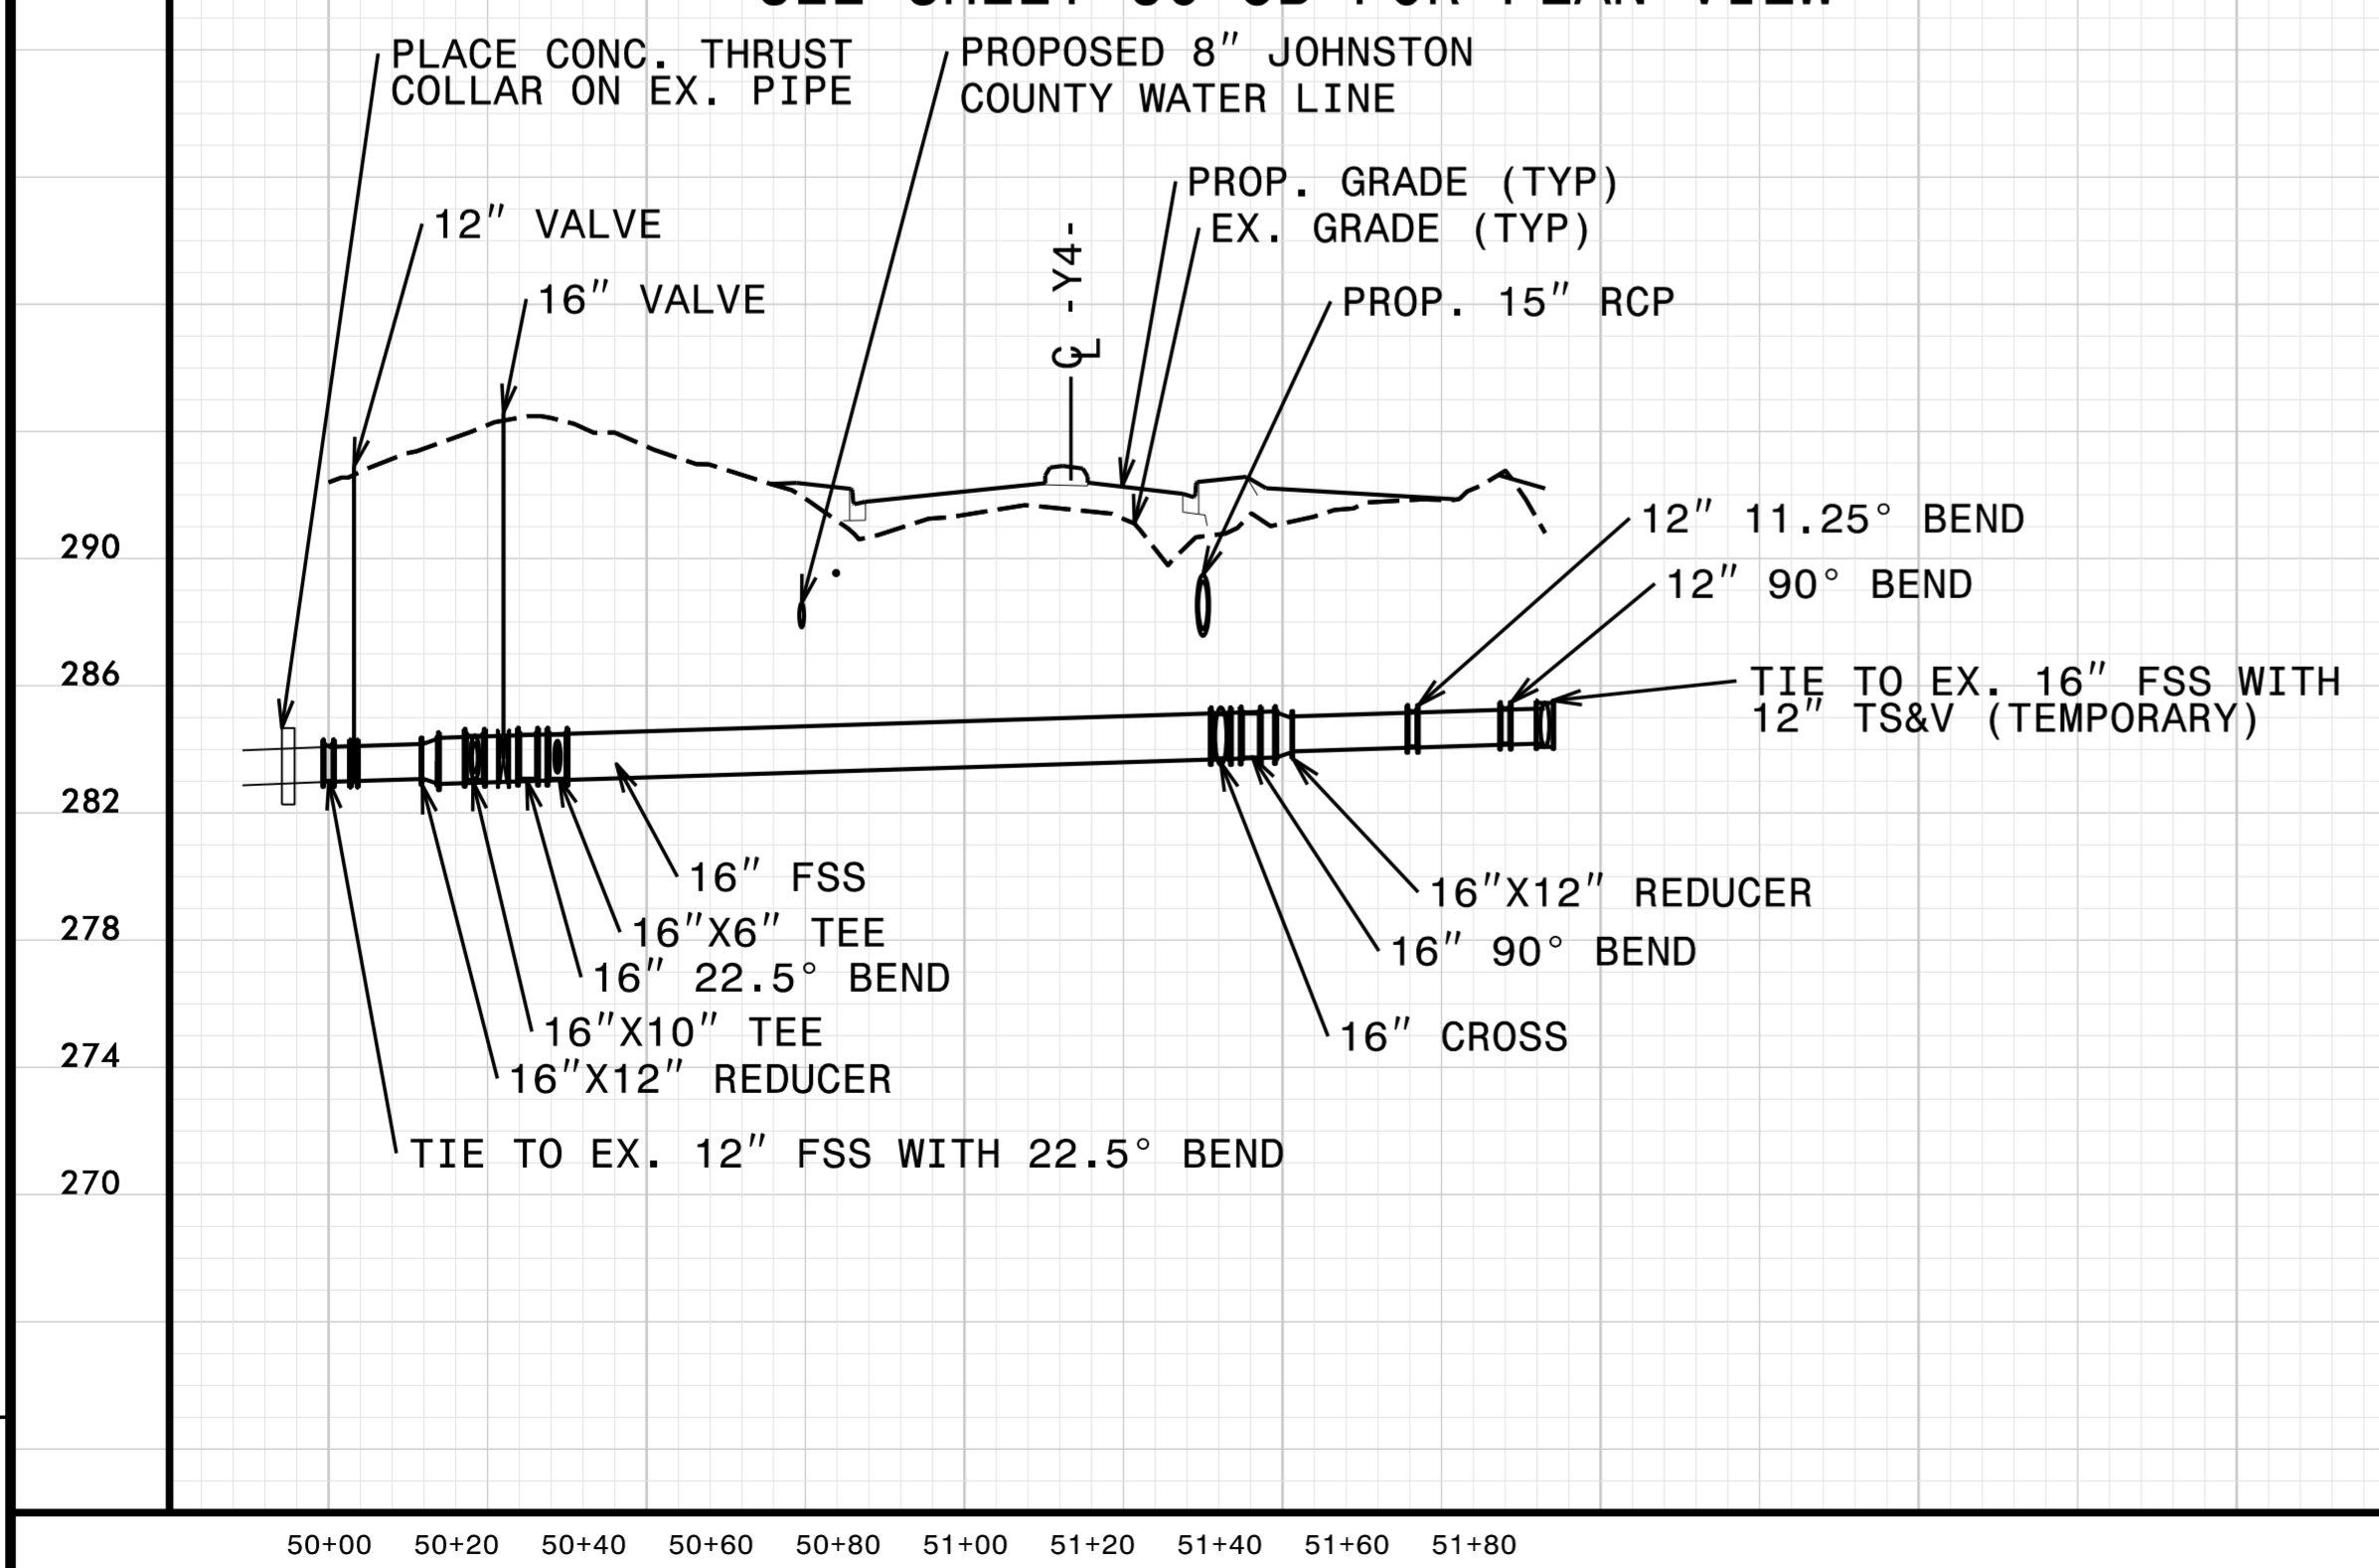 PLACE CONC. THRUST
COLLAR ON EX. PIPE
PROPOSED 8" JOHNSTON
COUNTY WATER LINE
PROP. GRADE (TYP)
EX. GRADE (TYP)
12" VALVE
16" VALVE
CL -Y4-
PROP. 15" RCP
12" 11.25° BEND
12" 90° BEND
TIE TO EX. 16" FSS WITH
12" TS&V (TEMPORARY)
290
286
282
278
274
270
16" FSS
16"X6" TEE
16" 22.5° BEND
16"X10" TEE
16"X12" REDUCER
TIE TO EX. 12" FSS WITH 22.5° BEND
16"X12" REDUCER
16" 90° BEND
16" CROSS
50+00 50+20 50+40 50+60 50+80 51+00 51+20 51+40 51+60 51+80